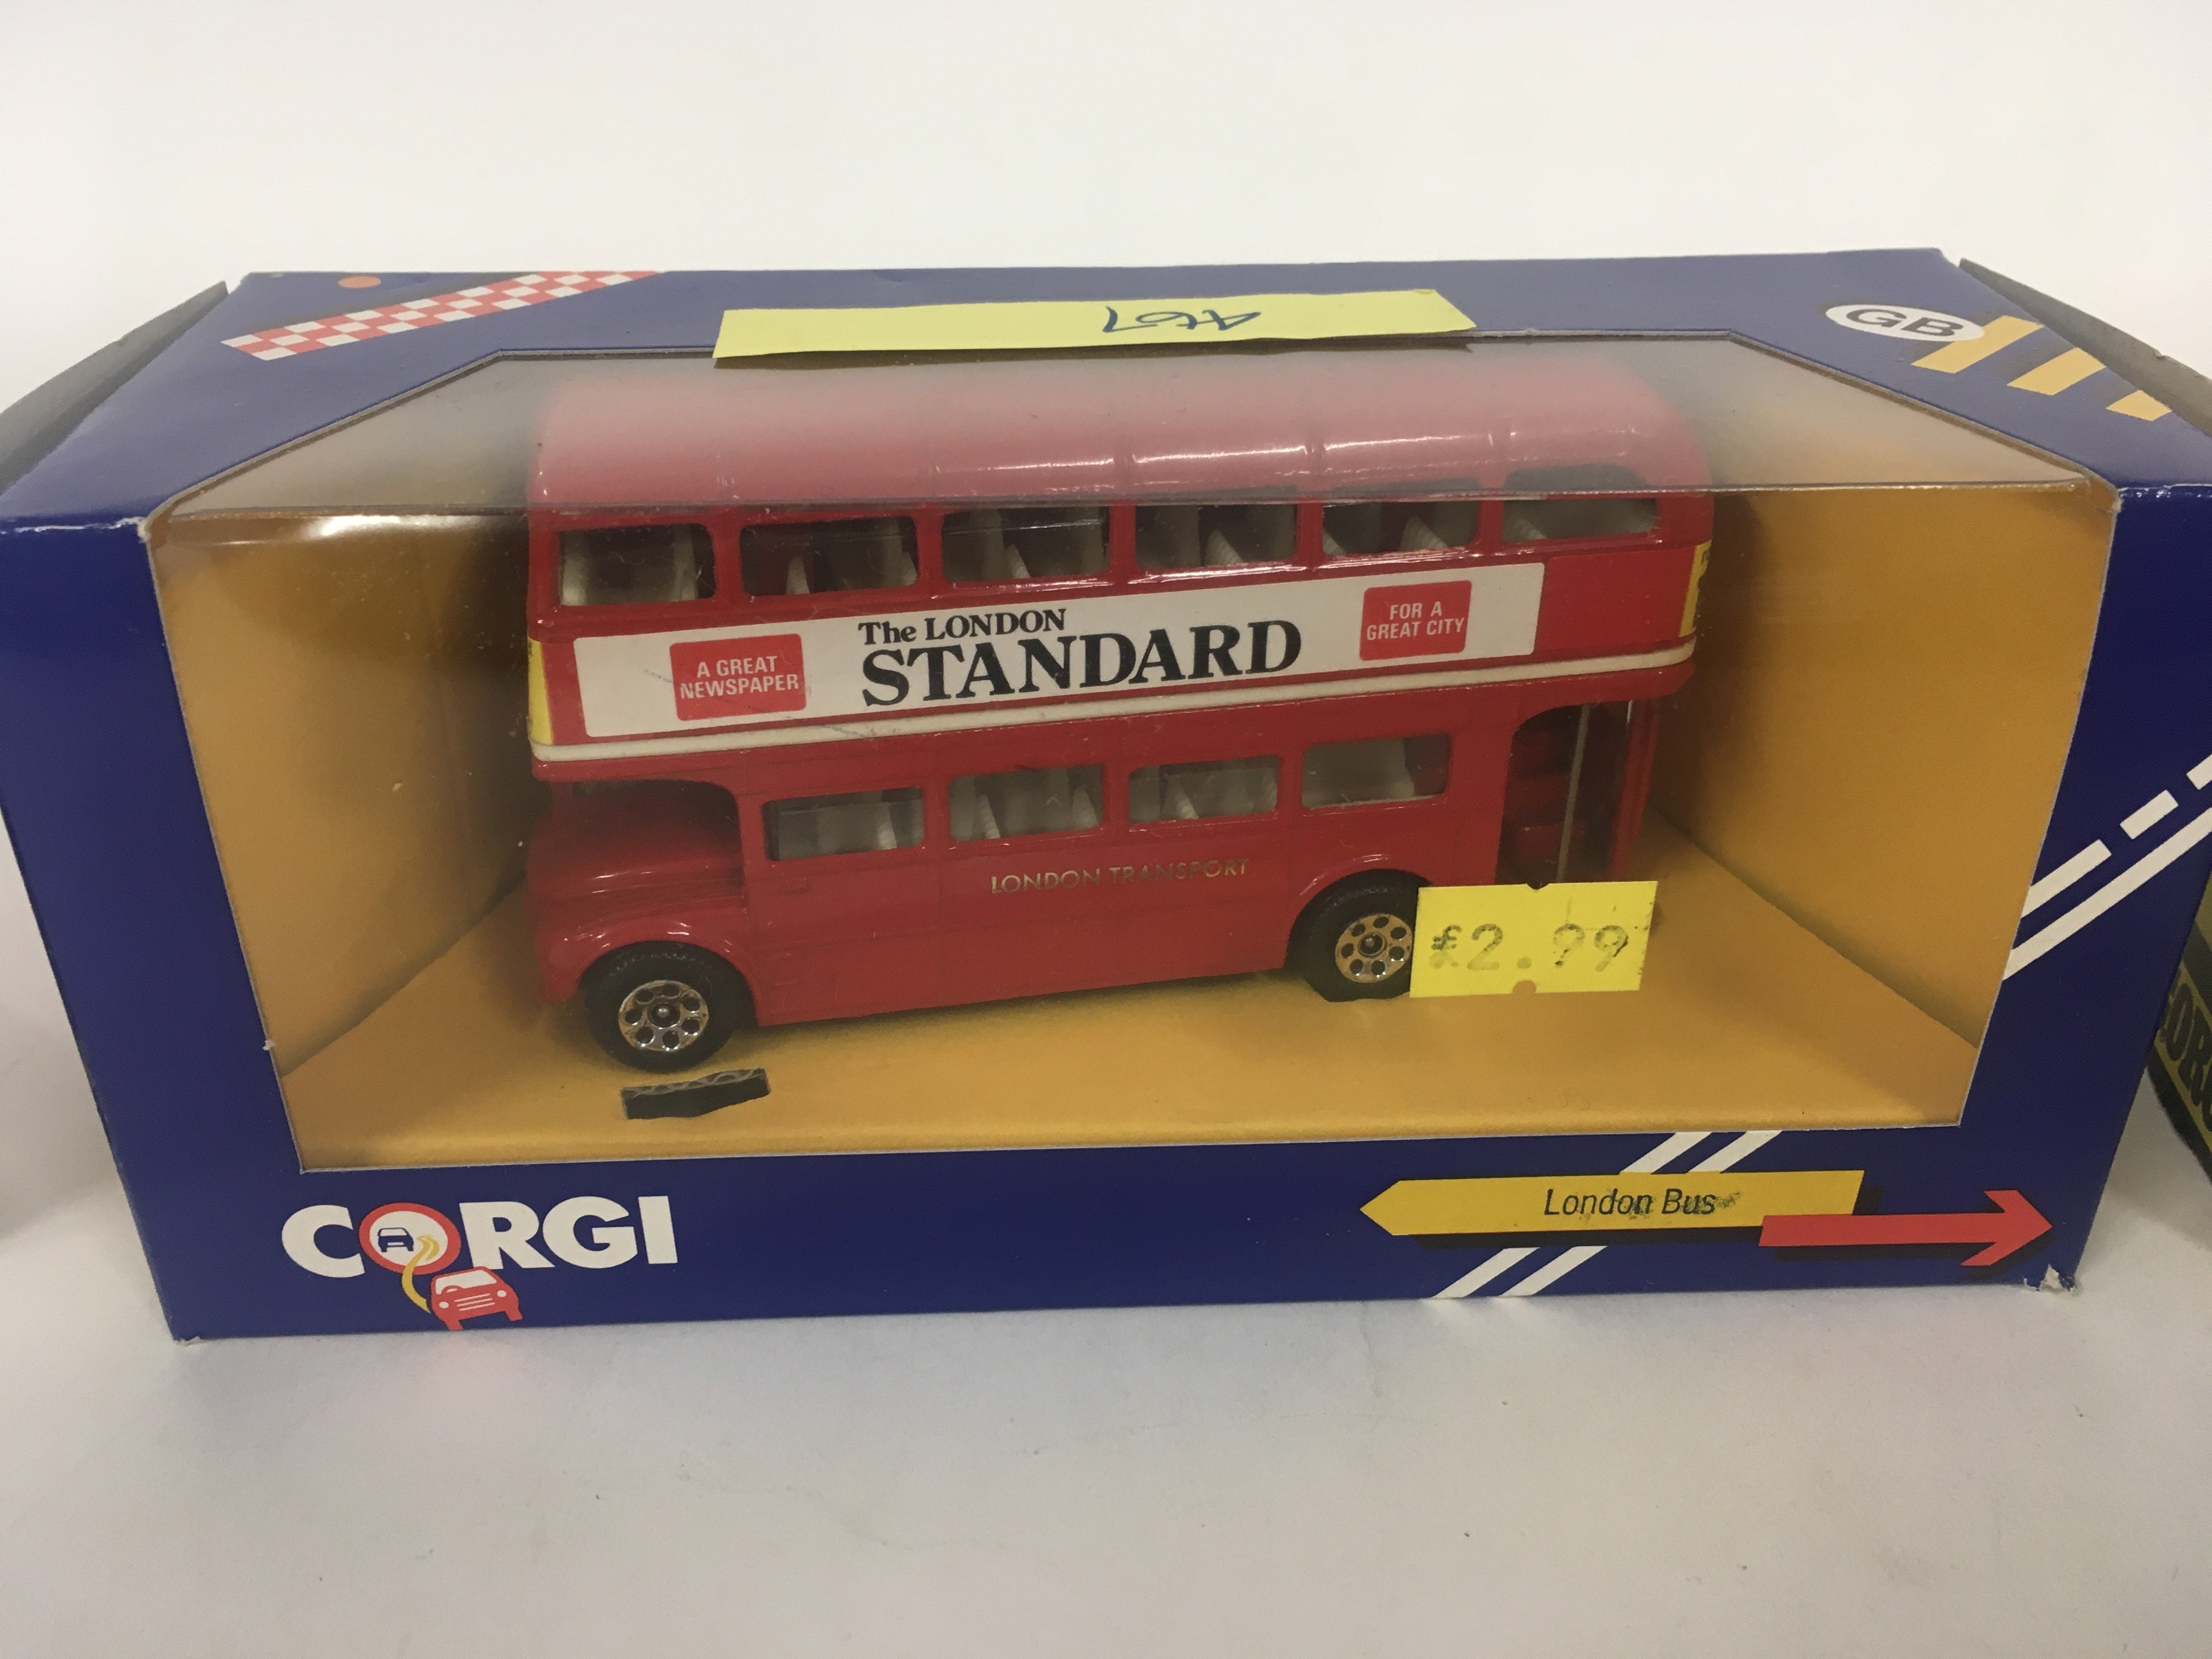 467
GB
The LONDON
STANDARD
A GREAT
NEWSPAPER
FOR A
GREAT CITY
LONDON TRANSPORT
£2.99
CORGI
London Bus